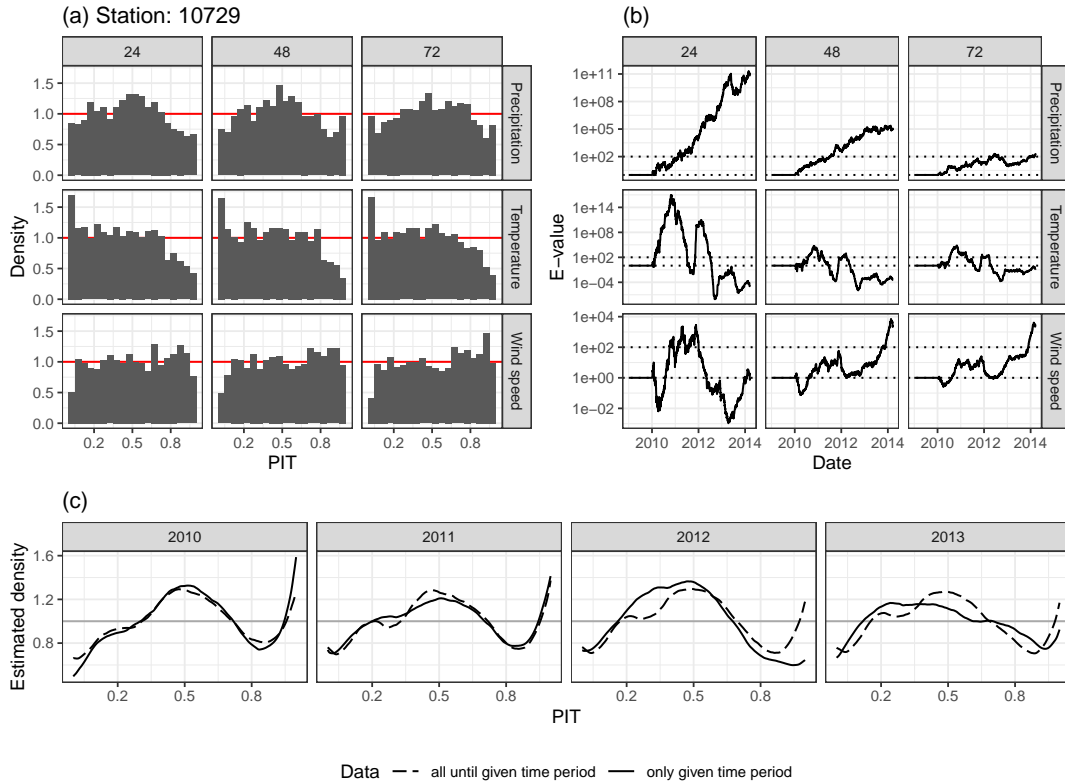 (a) Station: 10729
24 48 72
1.5
1.0
0.5
0.0
Precipitation
1.5
1.0
0.5
0.0
Temperature
1.5
1.0
0.5
0.0
Wind speed
Density
0.2 0.5 0.8 0.2 0.5 0.8 0.2 0.5 0.8
PIT
(b)
24 48 72
1e+11
1e+08
1e+05
1e+02
Precipitation
1e+14
1e+08
1e+02
1e-04
Temperature
1e+04
1e+02
1e+00
1e-02
Wind speed
E-value
2010 2012 2014 2010 2012 2014 2010 2012 2014
Date
(c)
2010 2011 2012 2013
1.6
1.2
0.8
Estimated density
0.2 0.5 0.8 0.2 0.5 0.8 0.2 0.5 0.8 0.2 0.5 0.8
PIT
Data all until given time period only given time period